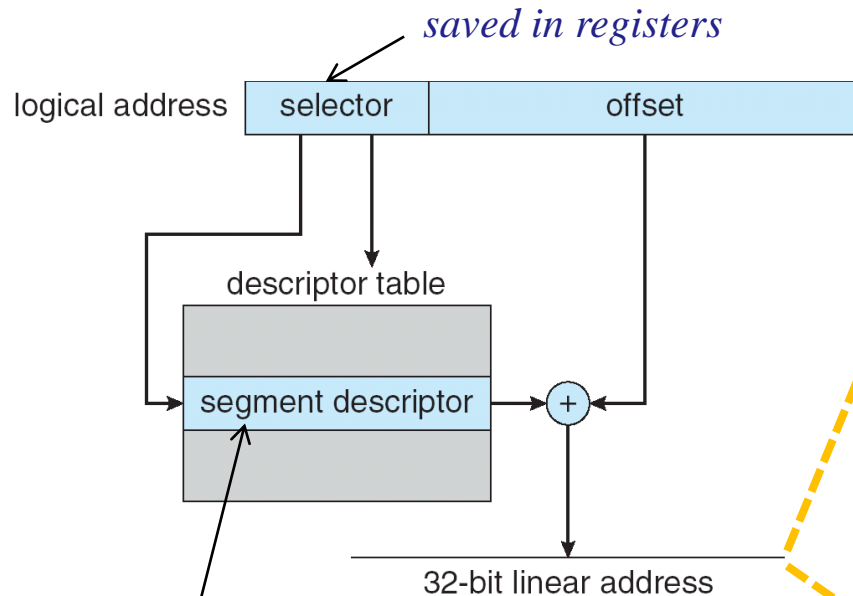 saved in registers
logical address selector offset
descriptor table
segment descriptor +
32-bit linear address